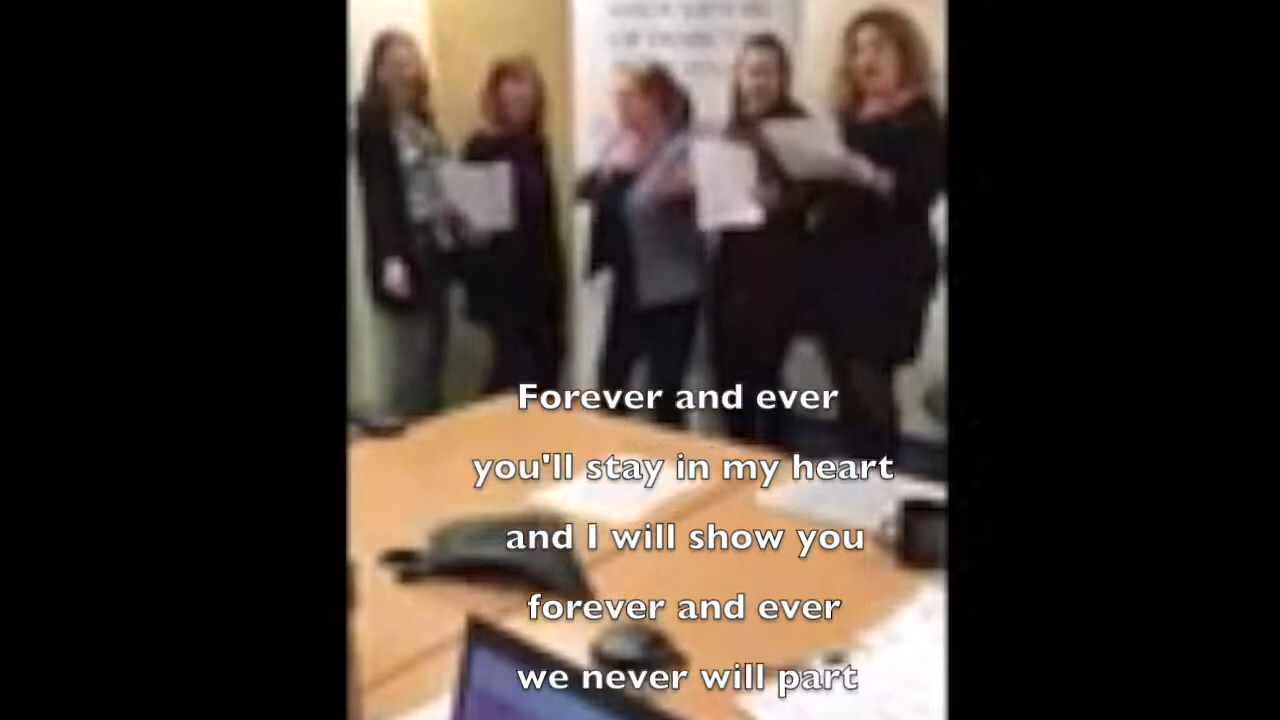 Forever and ever
you'll stay in my heart
and I will show you
forever and ever
we never will part